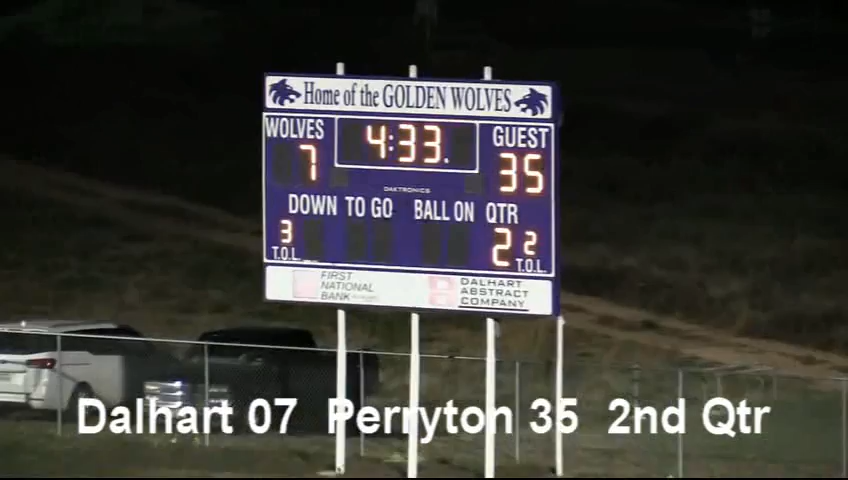 Home of the GOLDEN WOLVES
WOLVES 4:33. GUEST
7 35
DAKTRONICS
DOWN TO GO BALL ON QTR
3 2 2
T.O.L. T.O.L.
FIRST NATIONAL BANK
DALHART ABSTRACT COMPANY
Dalhart 07 Perryton 35 2nd Qtr